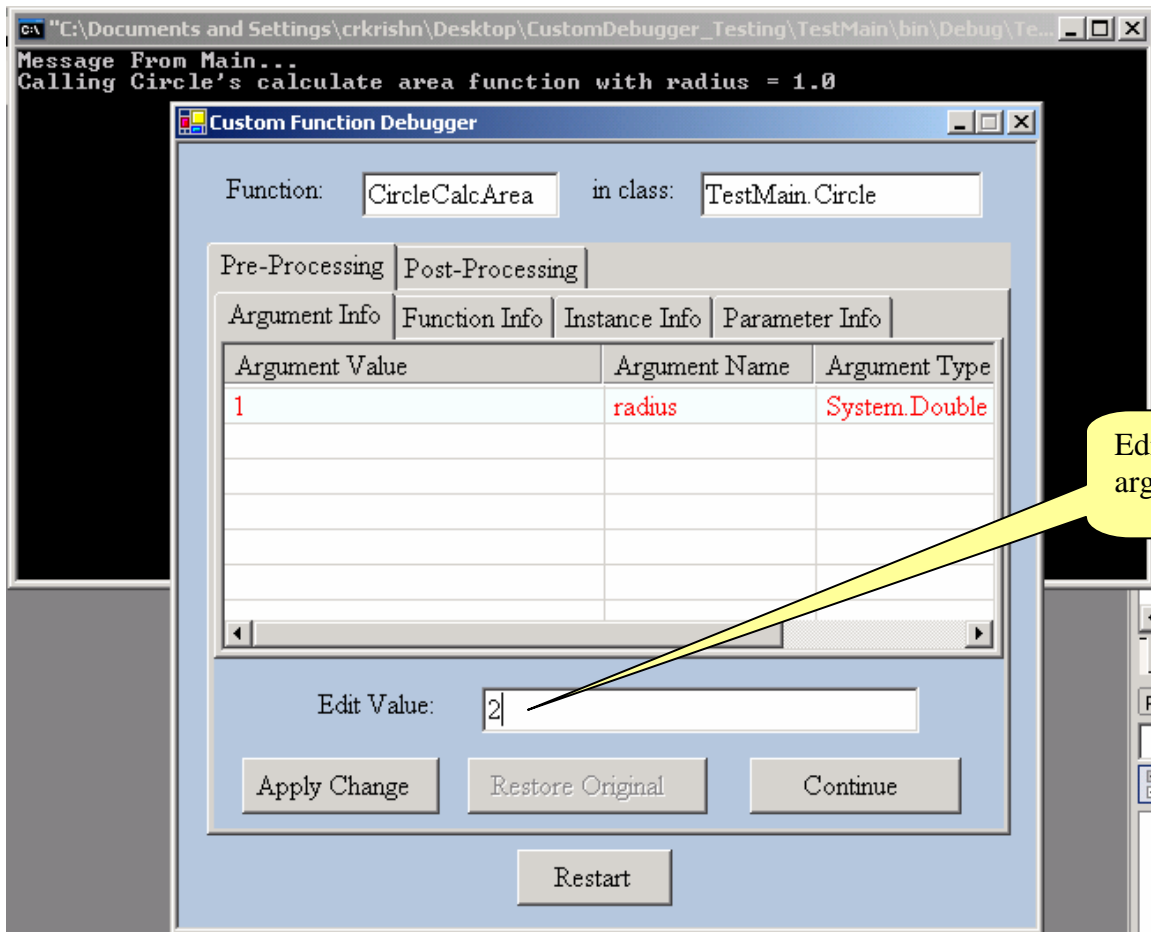 "C:\Documents and Settings\crkrishn\Desktop\CustomDebugger_Testing\TestMain\bin\Debug\Te...
Message From Main...
Calling Circle's calculate area function with radius = 1.0
Custom Function Debugger
Function: CircleCalcArea in class: TestMain.Circle
Pre-Processing Post-Processing
Argument Info Function Info Instance Info Parameter Info
Argument Value Argument Name Argument Type
1 radius System.Double
Edit Value: 2
Apply Change Restore Original Continue
Restart